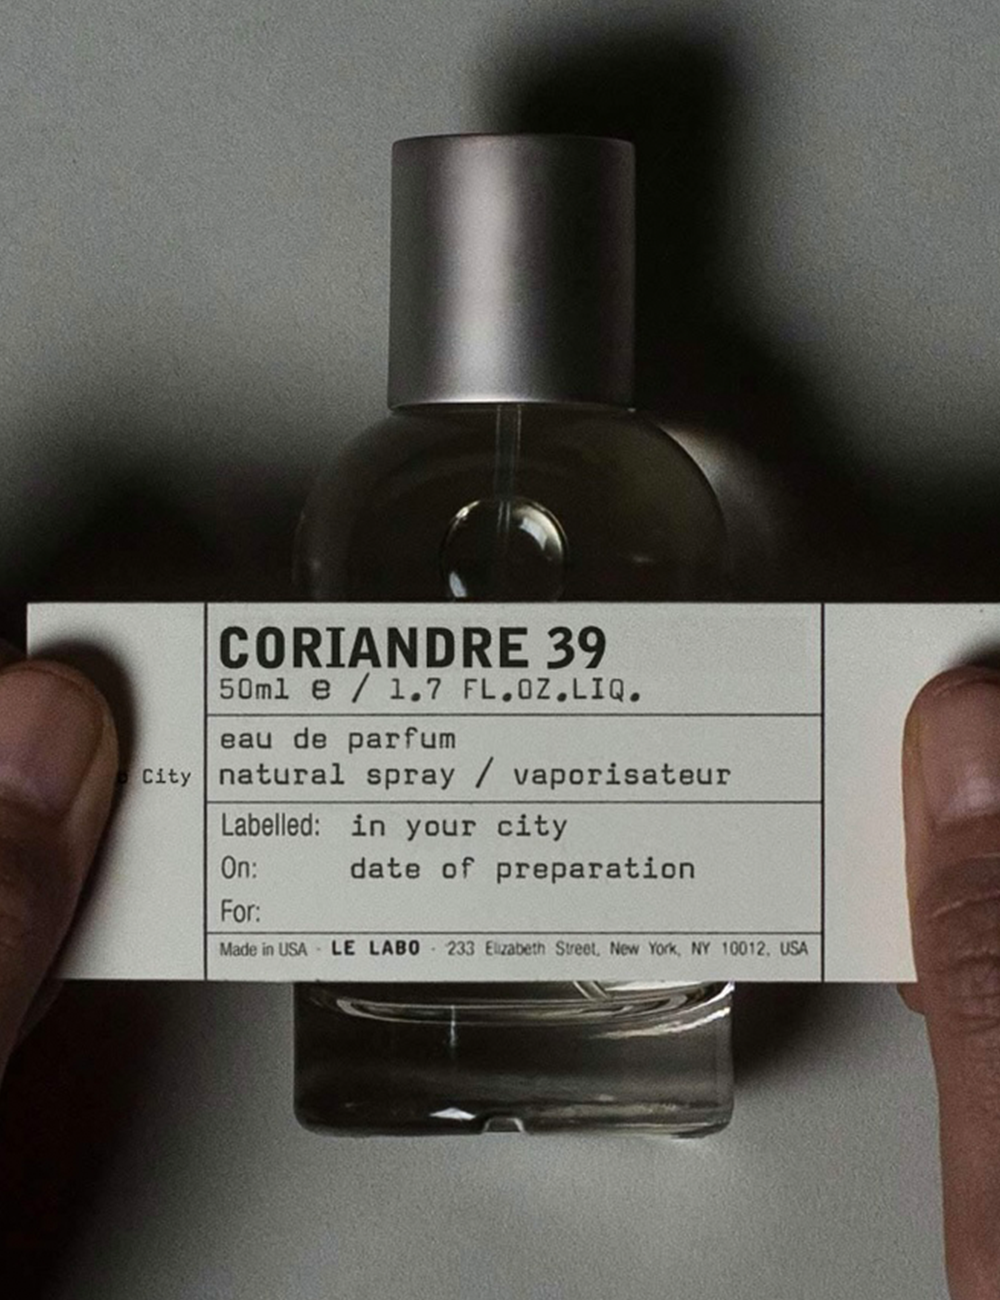 CORIANDRE 39
50ml e / 1.7 FL.OZ.LIQ.
eau de parfum
City
natural spray / vaporisateur
Labelled: in your city
On: date of preparation
For:
Made in USA - LE LABO - 233 Elizabeth Street, New York, NY 10012, USA